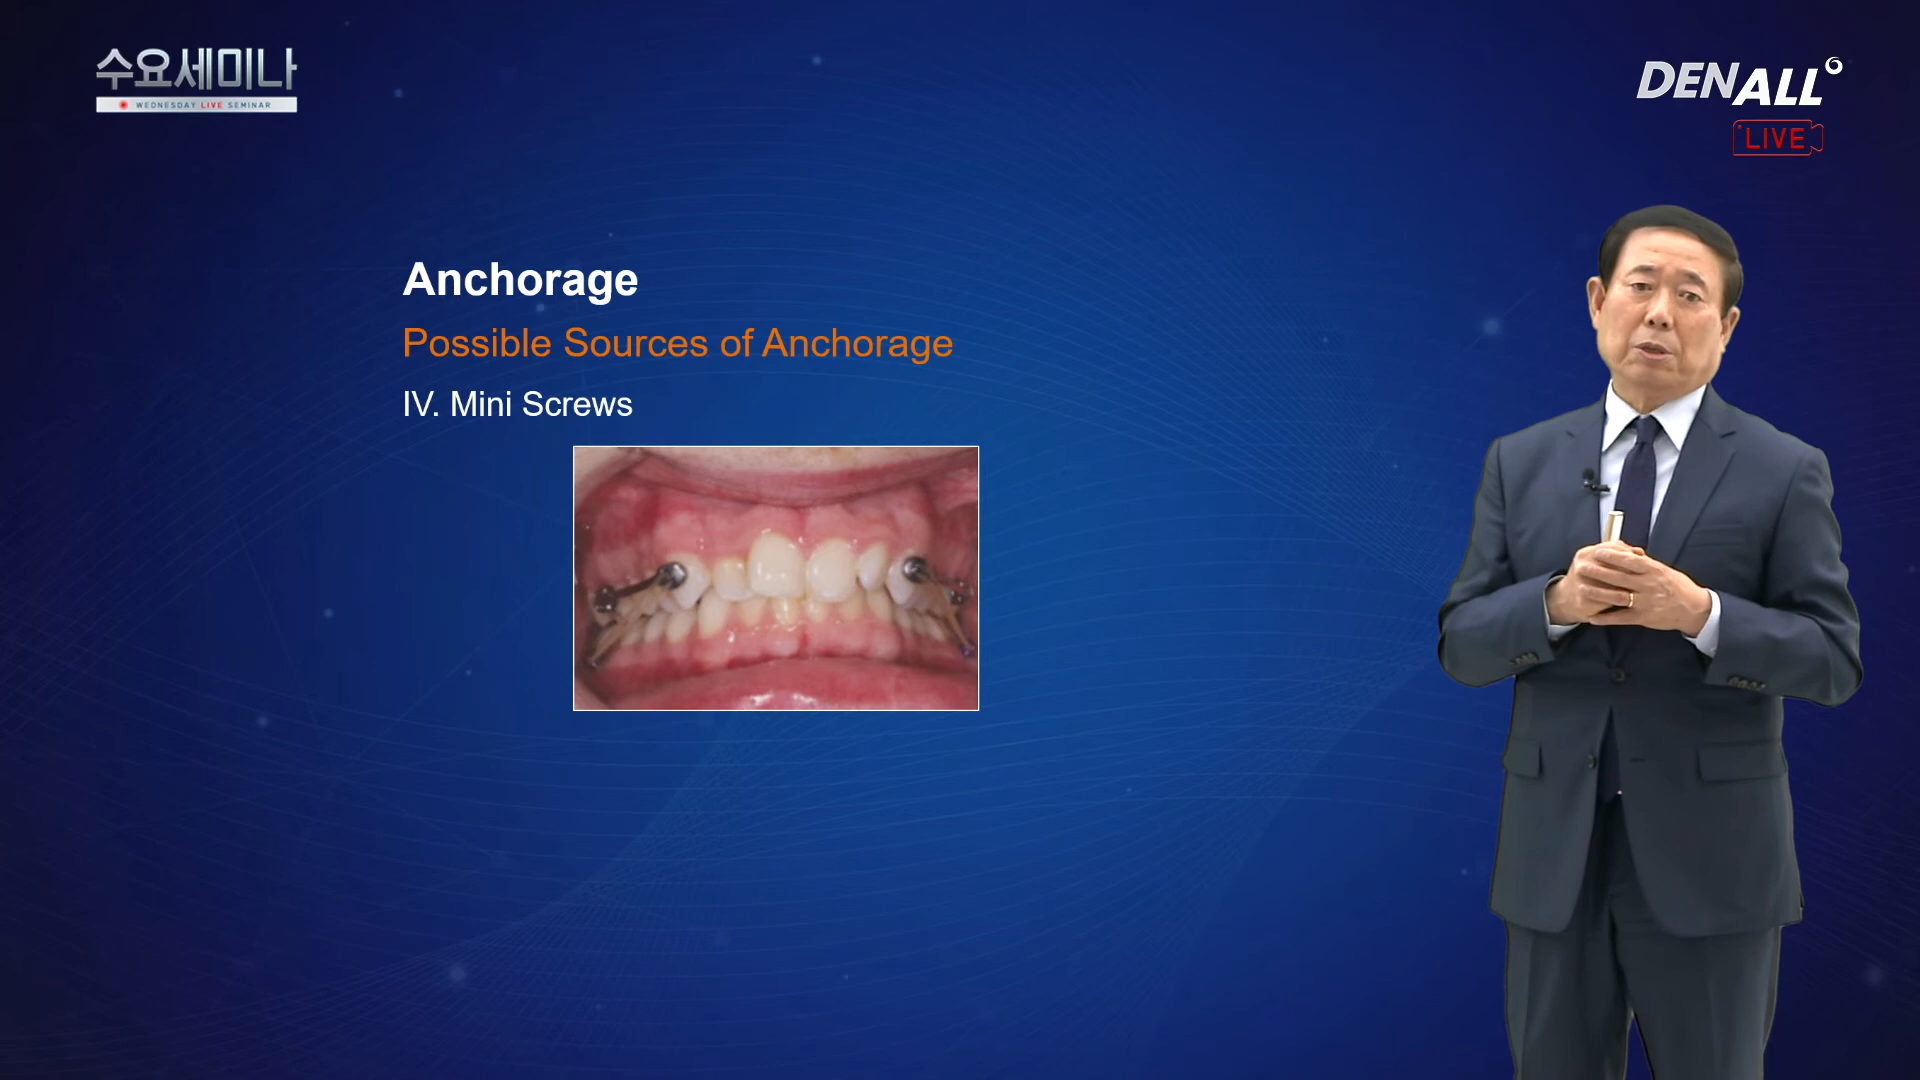 수요세미나
WEDNESDAY LIVE SEMINAR
DENALL
LIVE
Anchorage
Possible Sources of Anchorage
IV. Mini Screws